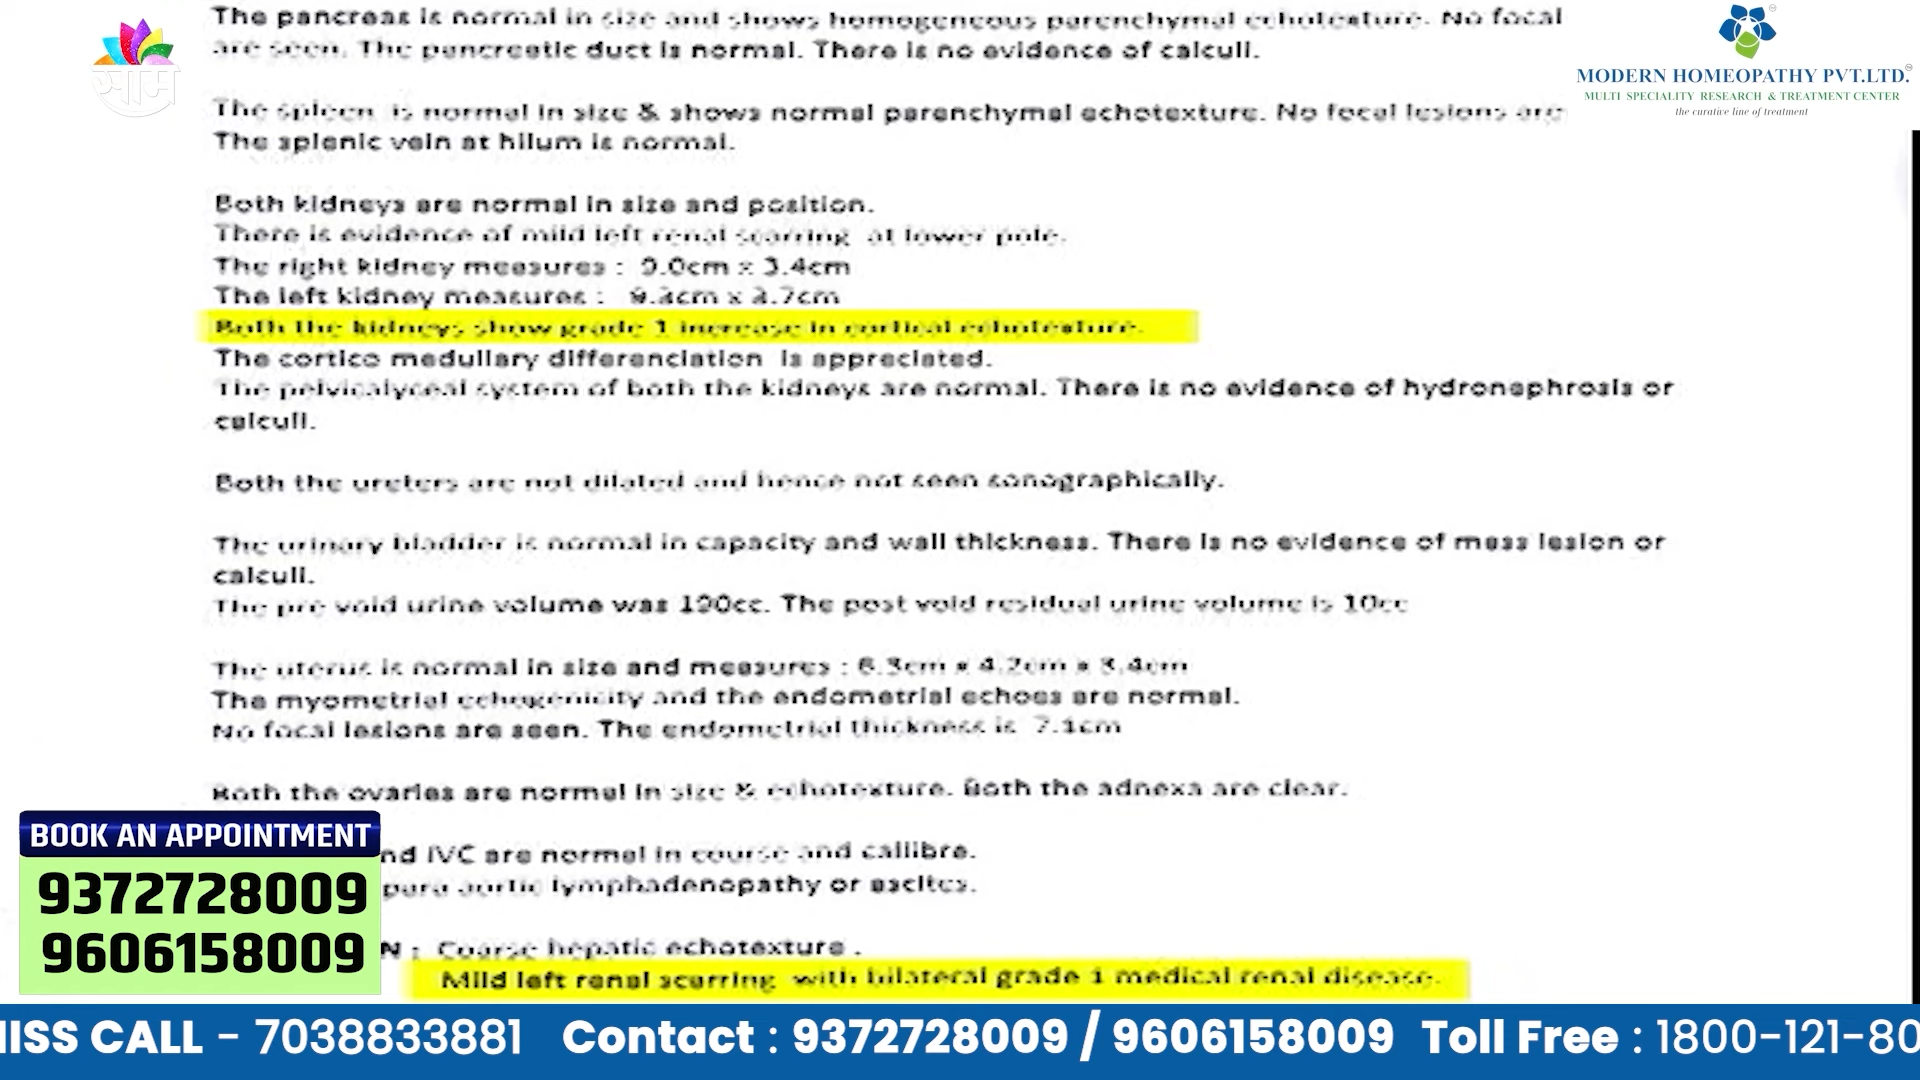 The pancreas is normal in size and shows homogeneous parenchymal echotexture. No focal
are seen. The pancreatic duct is normal. There is no evidence of calculi.
साम
MODERN HOMEOPATHY PVT.LTD.
MULTI SPECIALITY RESEARCH & TREATMENT CENTER
the curative line of treatment
The spleen is normal in size & shows normal parenchymal echotexture. No focal lesions are
The splenic vein at hilum is normal.
Both kidneys are normal in size and position.
There is evidence of mild left renal scarring at lower pole.
The right kidney measures : 9.0cm x 3.4cm
The left kidney measures :
Both the kidneys show grade 1 increase in cortical echotexture.
The cortico medullary differenciation is appreciated.
The pelvicalyceal system of both the kidneys are normal. There is no evidence of hydronephrosis or
calculi.
Both the ureters are not dilated and hence not seen sonographically.
The urinary bladder is normal in capacity and wall thickness. There is no evidence of mass lesion or
calculi.
The pre void urine volume was 190cc. The post void residual urine volume is 10cc
The uterus is normal in size and measures : 6.3cm x 4.2cm x 3.4cm
The myometrial echogenicity and the endometrial echoes are normal.
No focal lesions are seen. The endometrial thickness is 7.1cm
Both the ovaries are normal in size & echotexture. Both the adnexa are clear.
nd IVC are normal in course and callibre.
para aortic lymphadenopathy or ascites.
N : Coarse hepatic echotexture .
Mild left renal scarring with bilateral grade 1 medical renal disease.
BOOK AN APPOINTMENT
9372728009
9606158009
ISS CALL - 7038833881 Contact : 9372728009 / 9606158009 Toll Free : 1800-121-80